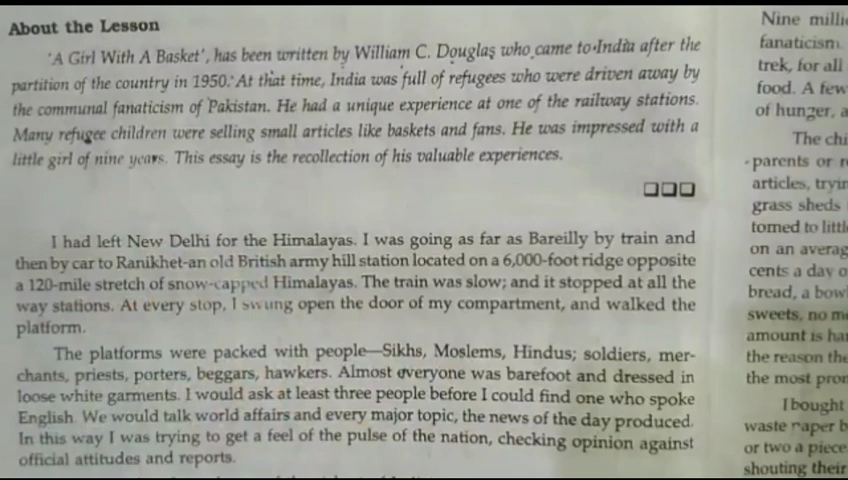 About the Lesson
'A Girl With A Basket', has been written by William C. Douglas who came to India after the
partition of the country in 1950. At that time, India was full of refugees who were driven away by
the communal fanaticism of Pakistan. He had a unique experience at one of the railway stations.
Many refugee children were selling small articles like baskets and fans. He was impressed with a
little girl of nine years. This essay is the recollection of his valuable experiences.
I had left New Delhi for the Himalayas. I was going as far as Bareilly by train and
then by car to Ranikhet-an old British army hill station located on a 6,000-foot ridge opposite
a 120-mile stretch of snow-capped Himalayas. The train was slow; and it stopped at all the
way stations. At every stop, I swung open the door of my compartment, and walked the
platform.
The platforms were packed with people—Sikhs, Moslems, Hindus; soldiers, mer-
chants, priests, porters, beggars, hawkers. Almost everyone was barefoot and dressed in
loose white garments. I would ask at least three people before I could find one who spoke
English. We would talk world affairs and every major topic, the news of the day produced.
In this way I was trying to get a feel of the pulse of the nation, checking opinion against
official attitudes and reports.
Nine
fanaticism.
trek, for all
food. A few
of hunger,
The
parents or
articles,
grass sheds
tomed to
on an
cents a day
bread, a
sweets, no
amount is
the reason
the most
I bought
waste paper
or two a piece
shouting their